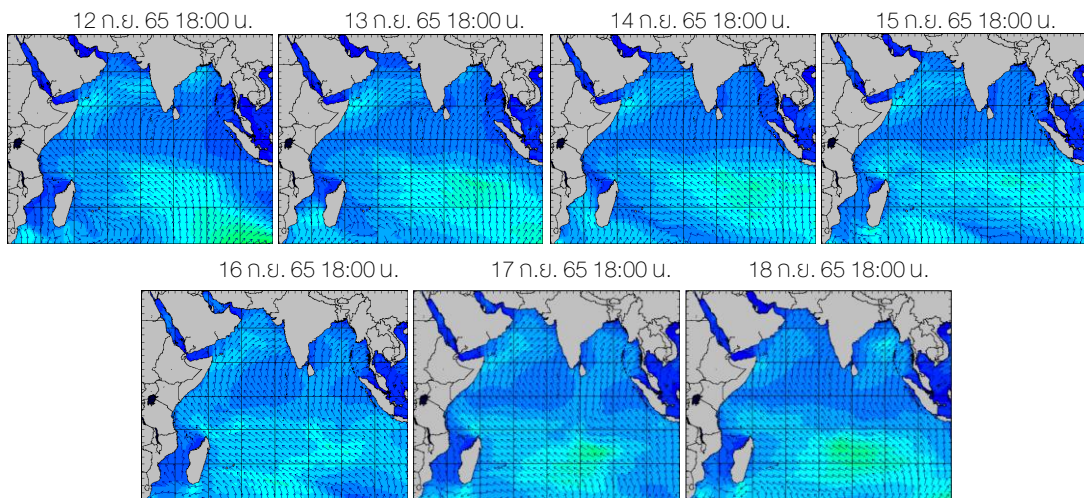 12 ก.ย. 65 18:00 น.
13 ก.ย. 65 18:00 น.
14 ก.ย. 65 18:00 น.
15 ก.ย. 65 18:00 น.
16 ก.ย. 65 18:00 น.
17 ก.ย. 65 18:00 น.
18 ก.ย. 65 18:00 น.